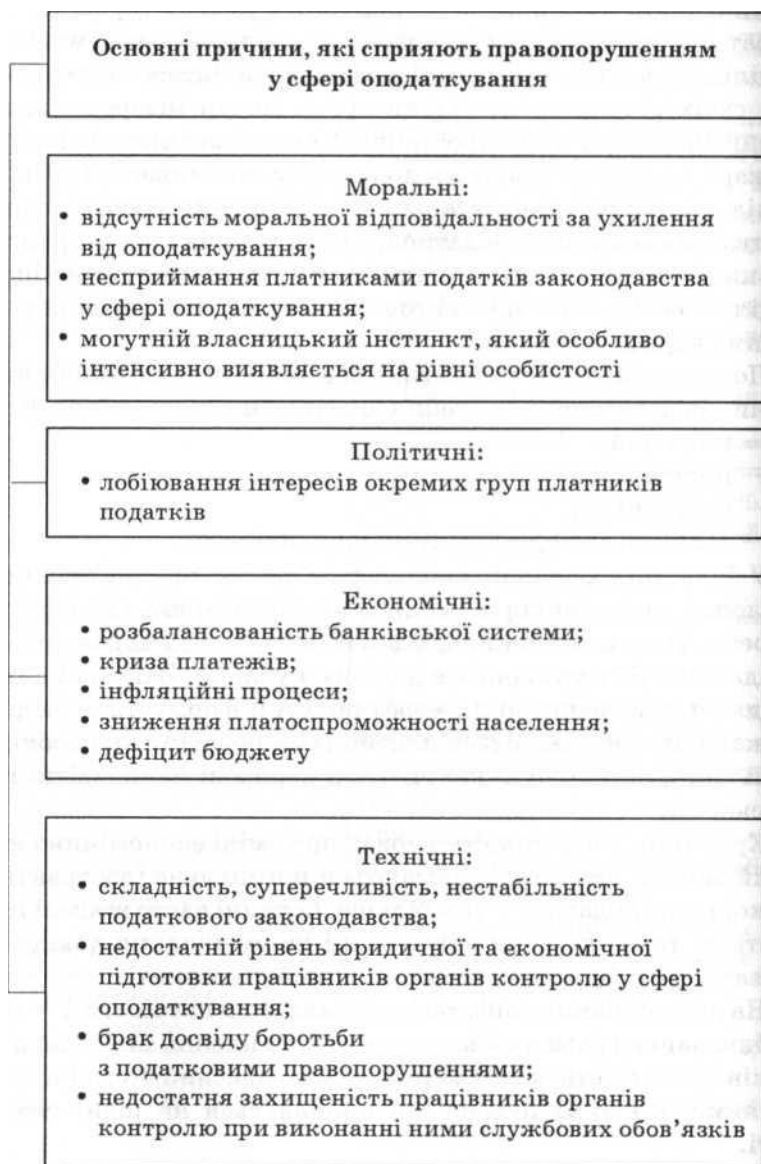 Основні причини, які сприяють правопорушенням
у сфері оподаткування
Моральні:
• відсутність моральної відповідальності за ухилення
від оподаткування;
• несприймання платниками податків законодавства
у сфері оподаткування;
• могутній власницький інстинкт, який особливо
інтенсивно виявляється на рівні особистості
Політичні:
• лобіювання інтересів окремих груп платників
податків
Економічні:
• розбалансованість банківської системи;
• криза платежів;
• інфляційні процеси;
• зниження платоспроможності населення;
• дефіцит бюджету
Технічні:
• складність, суперечливість, нестабільність
податкового законодавства;
• недостатній рівень юридичної та економічної
підготовки працівників органів контролю у сфері
оподаткування;
• брак досвіду боротьби
з податковими правопорушеннями;
• недостатня захищеність працівників органів
контролю при виконанні ними службових обов’язків